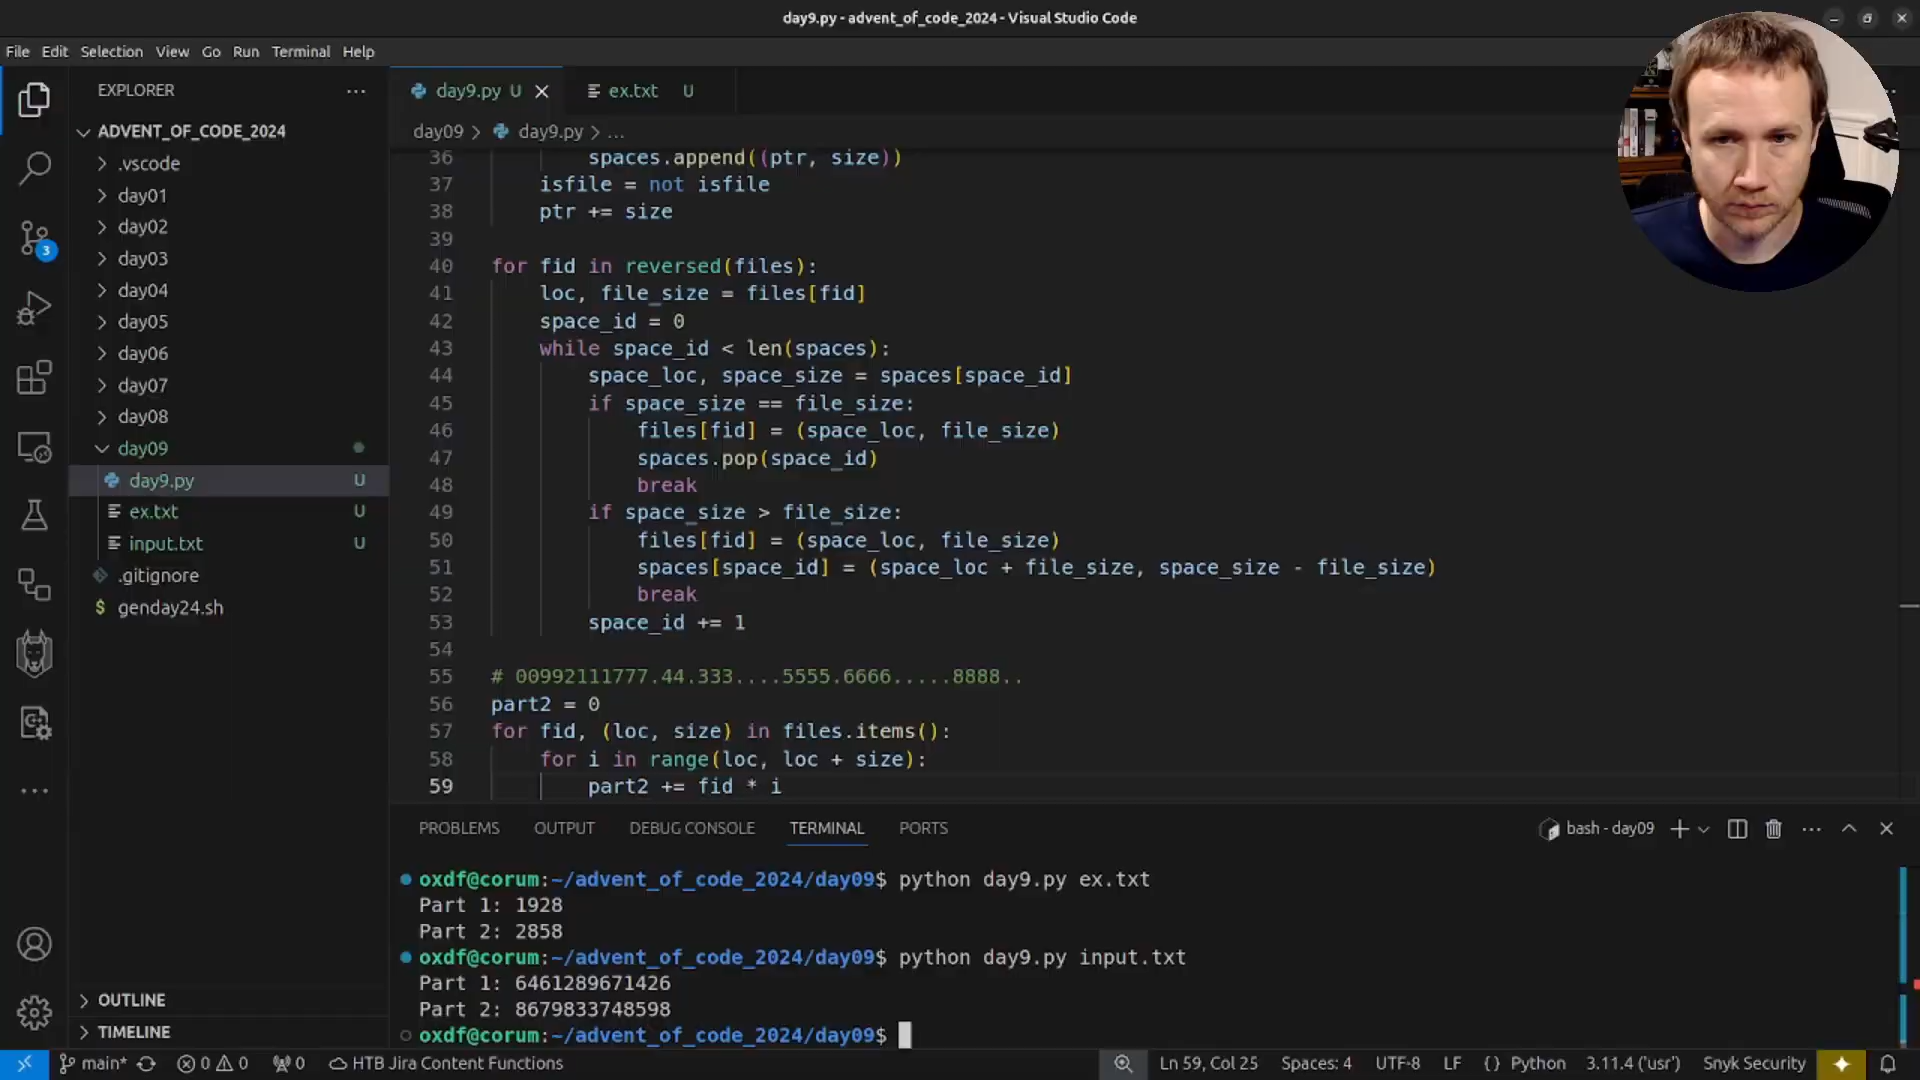 day9.py - advent_of_code_2024 - Visual Studio Code
File Edit Selection View Go Run Terminal Help
EXPLORER
ADVENT_OF_CODE_2024
.vscode
day01
day02
day03
day04
day05
day06
day07
day08
day09
day9.py U
ex.txt U
input.txt U
.gitignore
$ genday24.sh
OUTLINE
TIMELINE
3
day9.py U
ex.txt U
day09 > day9.py > ...
36 spaces.append((ptr, size))
37 isfile = not isfile
38 ptr += size
39
40 for fid in reversed(files):
41 loc, file_size = files[fid]
42 space_id = 0
43 while space_id < len(spaces):
44 space_loc, space_size = spaces[space_id]
45 if space_size == file_size:
46 files[fid] = (space_loc, file_size)
47 spaces.pop(space_id)
48 break
49 if space_size > file_size:
50 files[fid] = (space_loc, file_size)
51 spaces[space_id] = (space_loc + file_size, space_size - file_size)
52 break
53 space_id += 1
54
55 # 00992111777.44.333....5555.6666.....8888..
56 part2 = 0
57 for fid, (loc, size) in files.items():
58 for i in range(loc, loc + size):
59 part2 += fid * i
PROBLEMS OUTPUT DEBUG CONSOLE TERMINAL PORTS
bash - day09
oxdf@corum:~/advent_of_code_2024/day09$ python day9.py ex.txt
Part 1: 1928
Part 2: 2858
oxdf@corum:~/advent_of_code_2024/day09$ python day9.py input.txt
Part 1: 6461289671426
Part 2: 8679833748598
oxdf@corum:~/advent_of_code_2024/day09$
main* 0 0 0 HTB Jira Content Functions
Ln 59, Col 25 Spaces: 4 UTF-8 LF {} Python 3.11.4 ('usr') Snyk Security